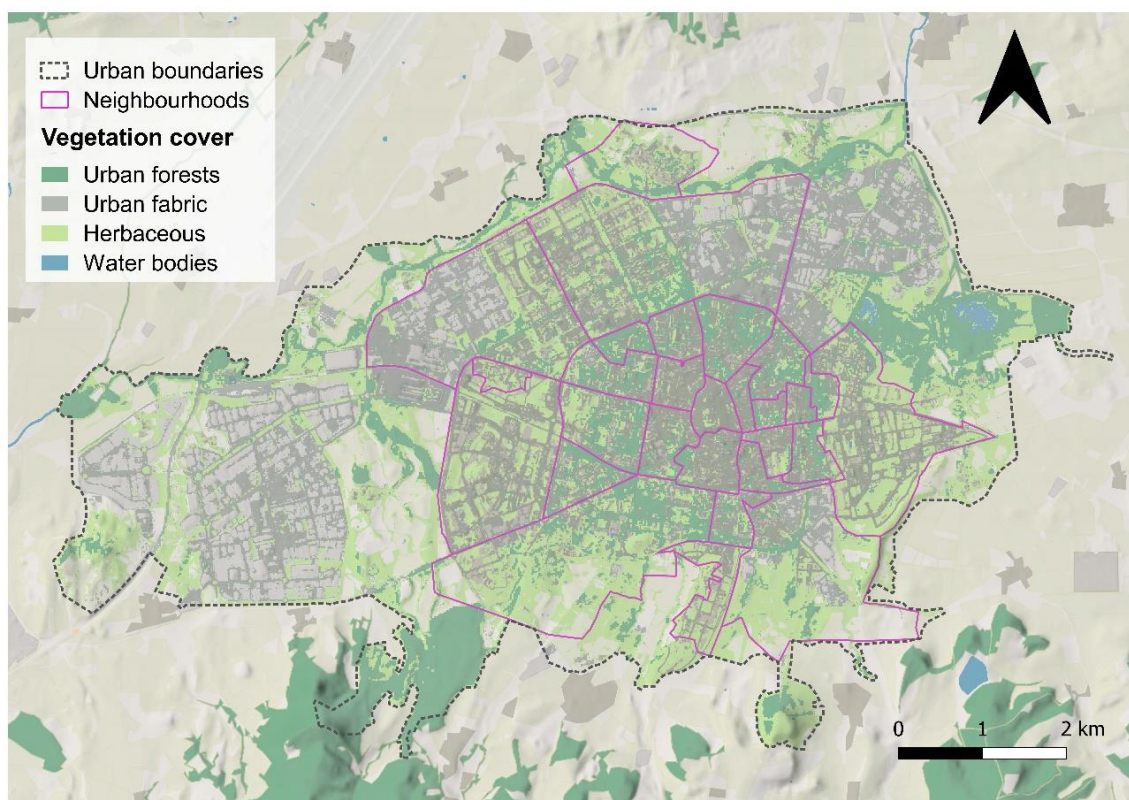 Urban boundaries
Neighbourhoods
Vegetation cover
Urban forests
Urban fabric
Herbaceous
Water bodies
0 1 2 km